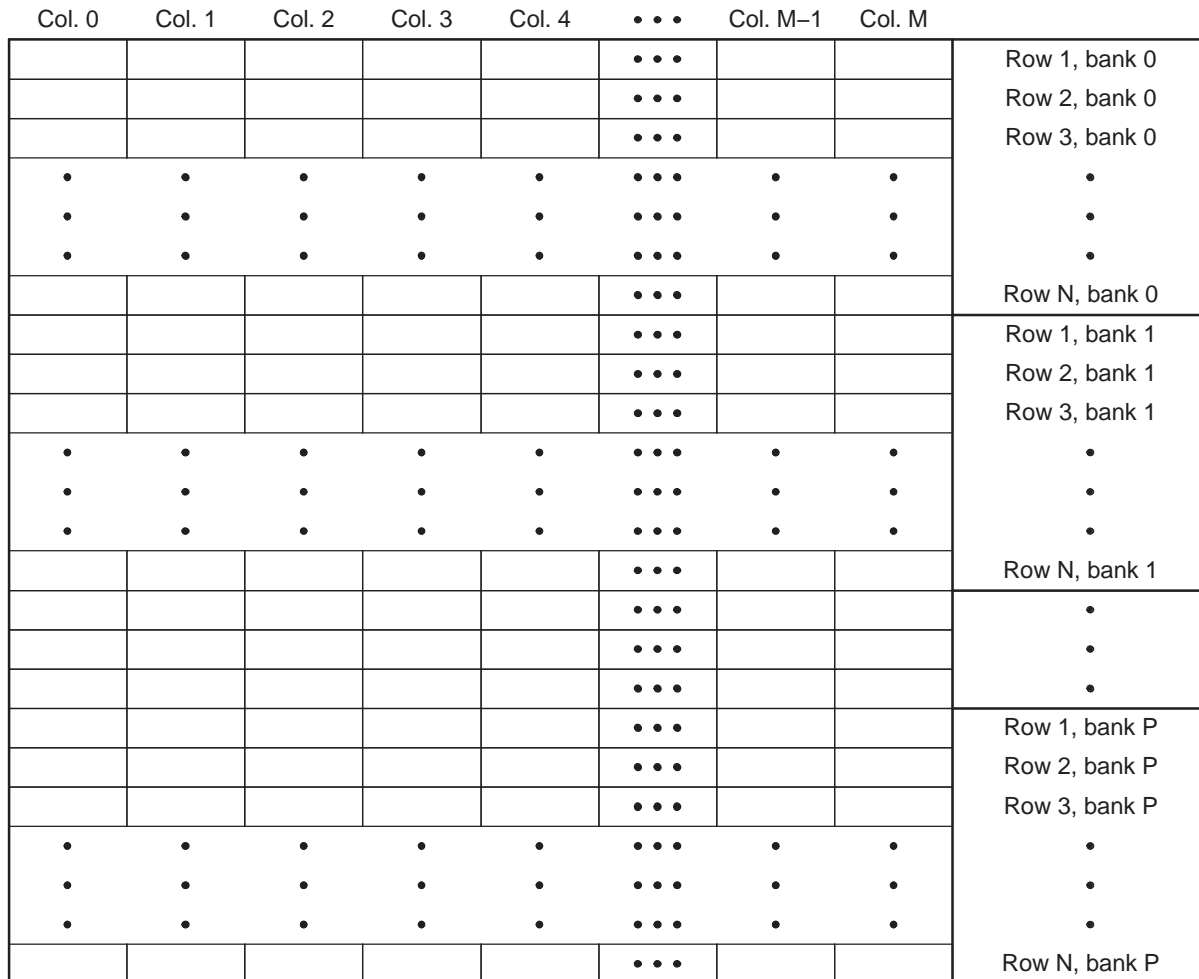 Col. 0 Col. 1 Col. 2 Col. 3 Col. 4 • • • Col. M–1 Col. M
Row 1, bank 0
Row 2, bank 0
Row 3, bank 0
Row N, bank 0
Row 1, bank 1
Row 2, bank 1
Row 3, bank 1
Row N, bank 1
Row 1, bank P
Row 2, bank P
Row 3, bank P
Row N, bank P